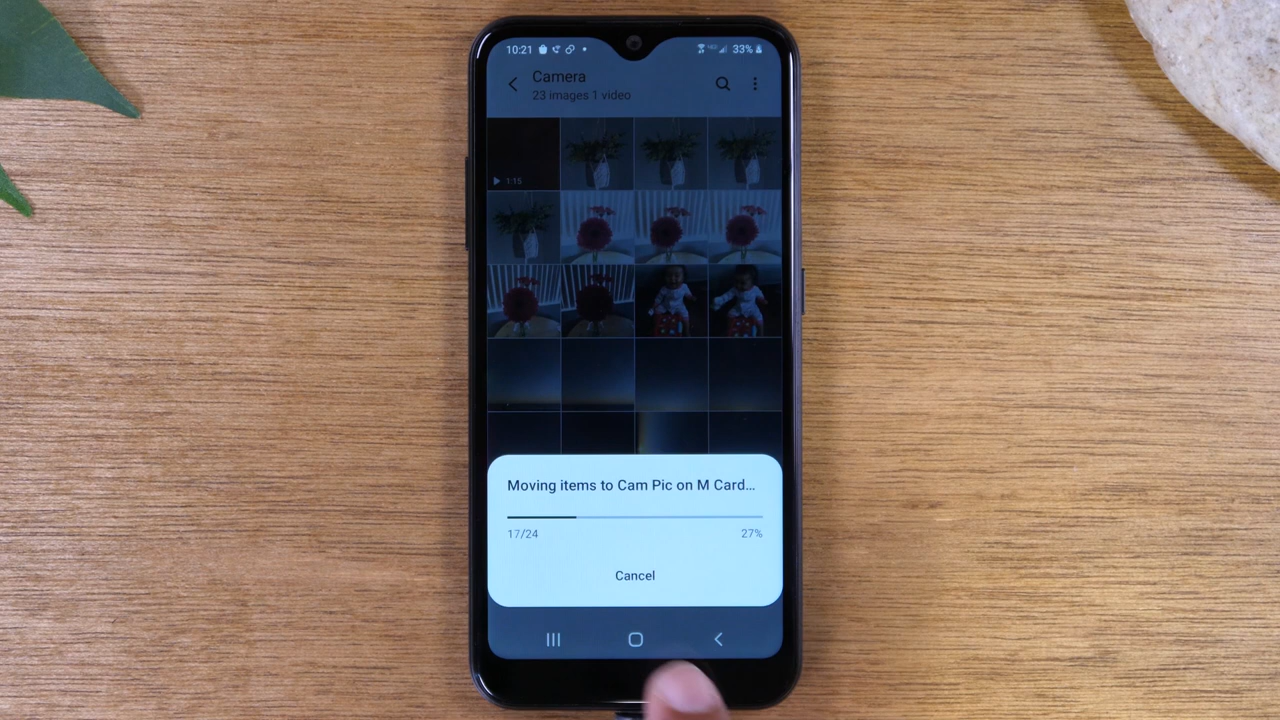 10:21 33%
Camera
23 images 1 video
1:15
Moving items to Cam Pic on M Card...
17/24 27%
Cancel